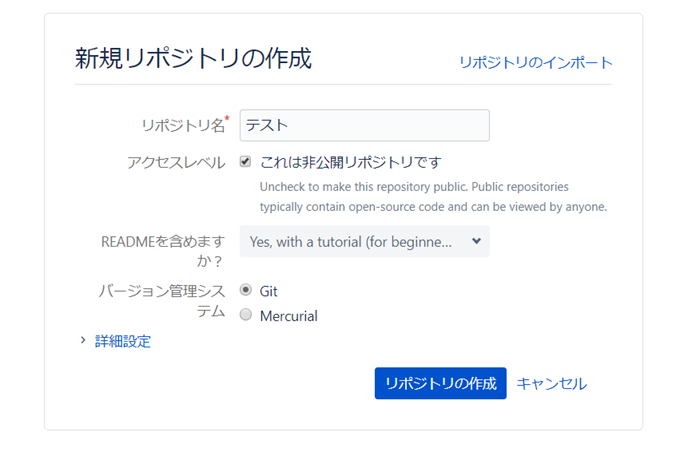 新規リポジトリの作成
リポジトリのインポート
リポジトリ名*
テスト
アクセスレベル
これは非公開リポジトリです
Uncheck to make this repository public. Public repositories
typically contain open-source code and can be viewed by anyone.
READMEを含めます
か？
Yes, with a tutorial (for beginne...
バージョン管理シス
テム
Git
Mercurial
詳細設定
リポジトリの作成
キャンセル